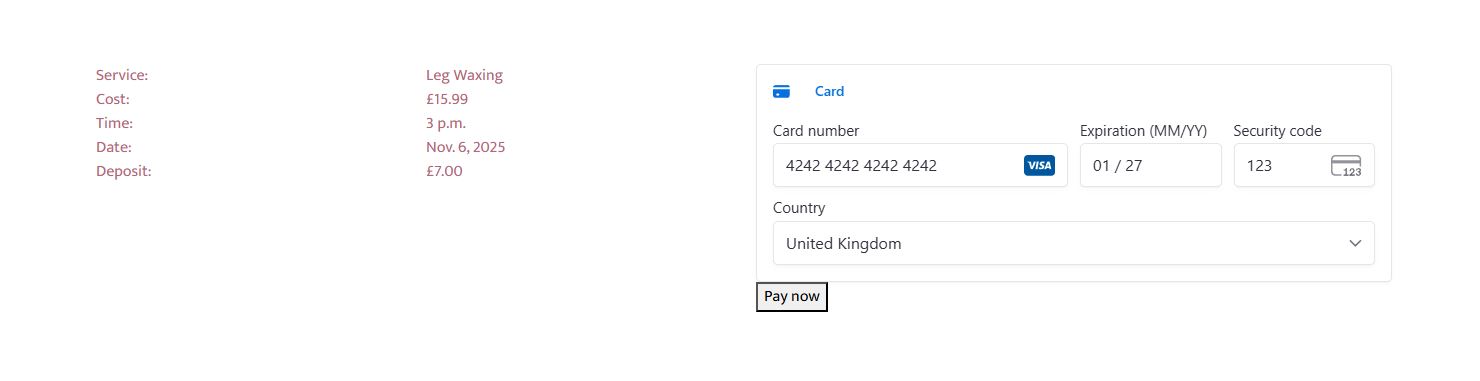 Service: Leg Waxing
Cost: £15.99
Time: 3 p.m.
Date: Nov. 6, 2025
Deposit: £7.00
Card
Card number Expiration (MM/YY) Security code
4242 4242 4242 4242 VISA 01 / 27 123 123
Country
United Kingdom
Pay now